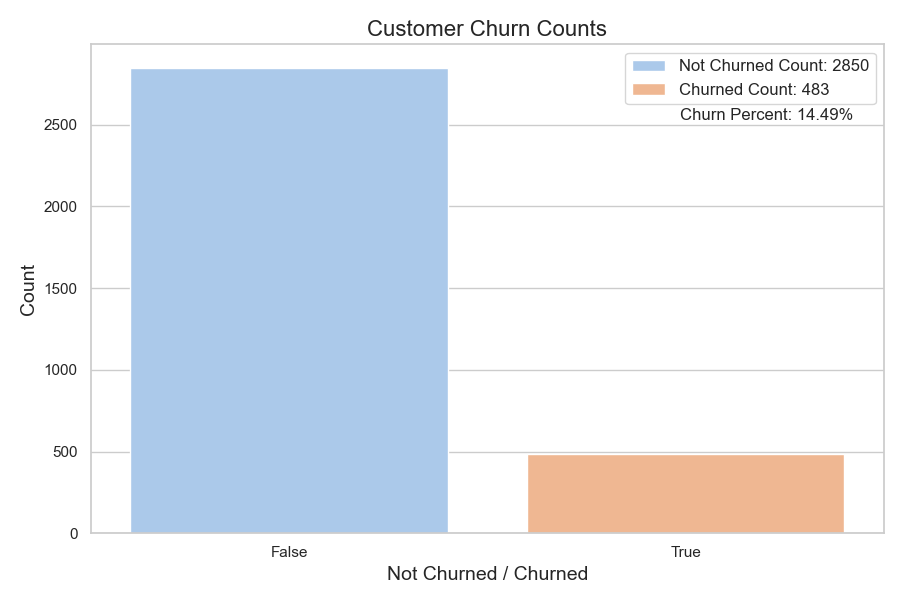 Customer Churn Counts
Not Churned Count: 2850
Churned Count: 483
Churn Percent: 14.49%
2500
2000
1500
1000
500
0
Count
False
True
Not Churned / Churned